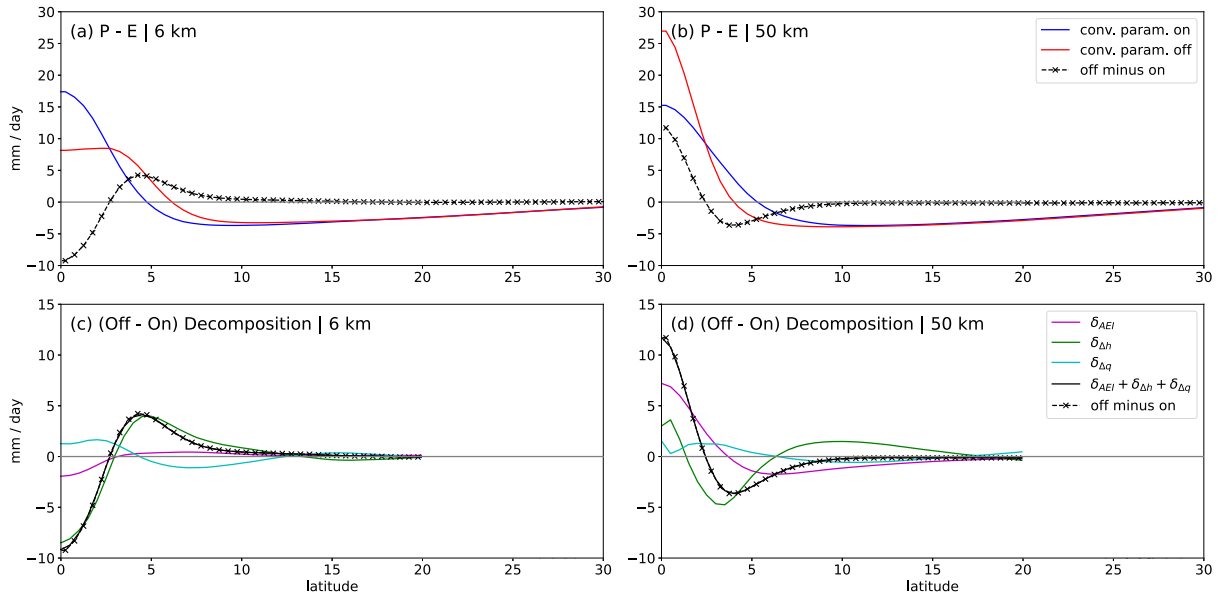 (a) P - E | 6 km
30
25
20
15
10
5
0
−5
−10
mm / day
0 5 10 15 20 25 30
(b) P - E | 50 km
conv. param. on
conv. param. off
off minus on
30
25
20
15
10
5
0
−5
−10
0 5 10 15 20 25 30
(c) (Off - On) Decomposition | 6 km
15
10
5
0
−5
−10
mm / day
0 5 10 15 20 25 30
latitude
(d) (Off - On) Decomposition | 50 km
δ_AEI
δ_Δh
δ_Δq
δ_AEI + δ_Δh + δ_Δq
off minus on
15
10
5
0
−5
−10
0 5 10 15 20 25 30
latitude